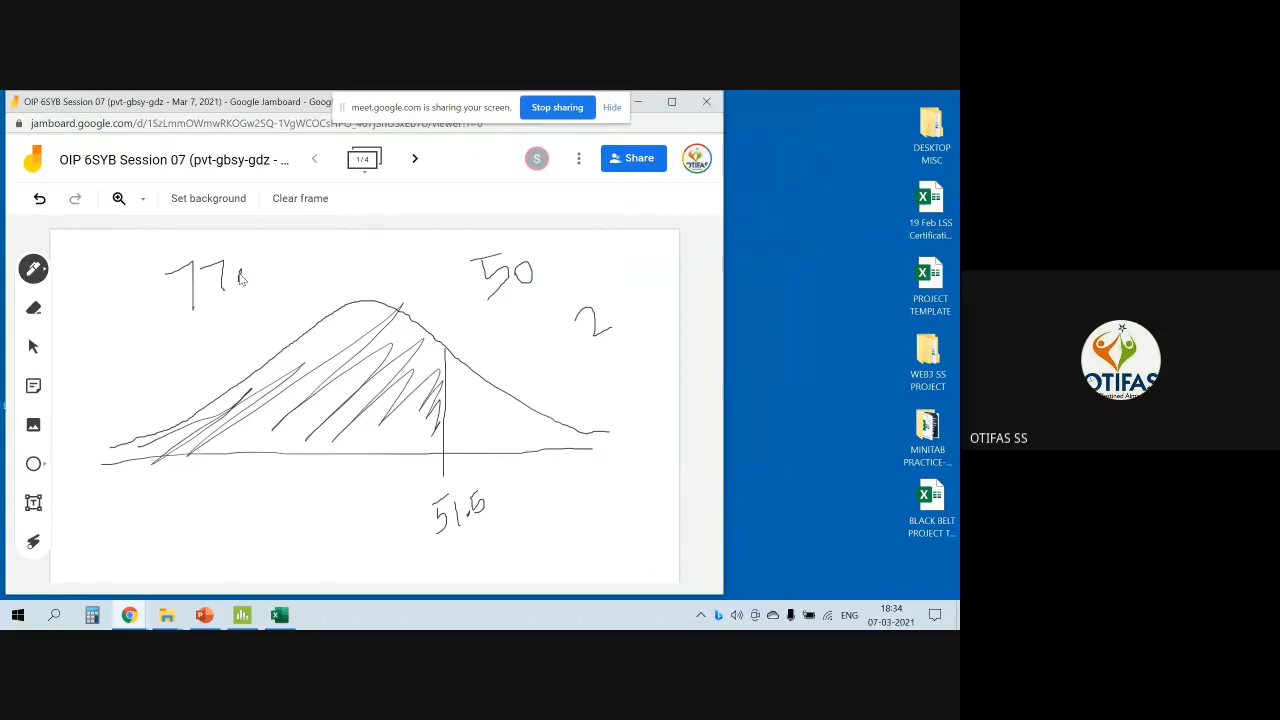 OIP 6SYB Session 07 (pvt-gbsy-gdz - Mar 7, 2021) - Google Jamboard - Goog
meet.google.com is sharing your screen.
Stop sharing
Hide
OIP 6SYB Session 07 (pvt-gbsy-gdz - ...
1/4
S
Share
Set background
Clear frame
77.
50
2
51.5
DESKTOP
MISC
19 Feb LSS
Certificati...
PROJECT
TEMPLATE
WEB3 SS
PROJECT
MINITAB
PRACTICE-...
BLACK BELT
PROJECT T...
ENG
18:34
07-03-2021
OTIFAS
OTIFAS SS